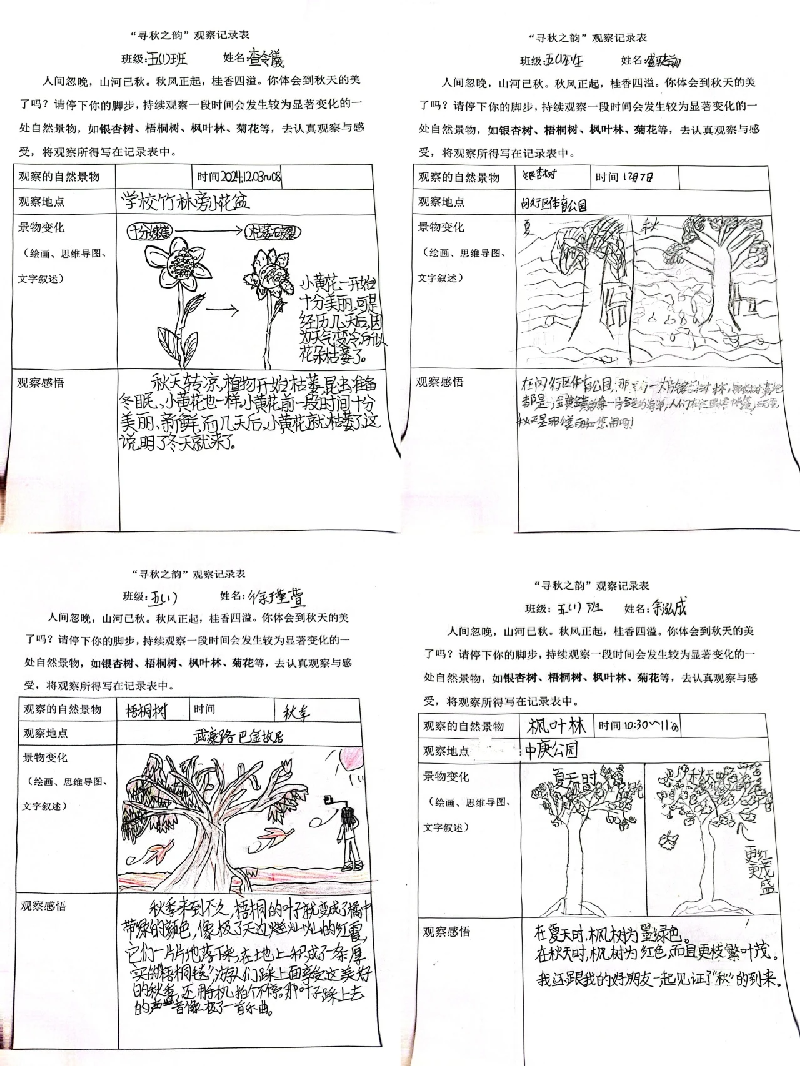 “寻秋之韵”观察记录表
班级:五(1)班 姓名:
人间忽晚，山河已秋。秋风正起，桂香四溢。你体会到秋天的美
了吗？请停下你的脚步，持续观察一段时间会发生较为显著变化的一
处自然景物，如银杏树、梧桐树、枫叶林、菊花等，去认真观察与感
受，将观察所得写在记录表中。
观察的自然景物 时间 2024.12.03~08
观察地点 学校竹林旁小花盆
景物变化
（绘画、思维导图、
文字叙述）
十分
小黄花一开始
十分美丽,可是
经历几天后,因
为天气变冷,所以
花朵枯萎了。
观察感悟
秋天转凉,植物开始枯萎,昆虫准备
冬眠、小黄花也一样。小黄花前一段时间十分
美丽、新鲜,而几天后,小黄花就枯萎了,这
说明了冬天就来了。
“寻秋之韵”观察记录表
班级:五(1)班 姓名:
人间忽晚，山河已秋。秋风正起，桂香四溢。你体会到秋天的美
了吗？请停下你的脚步，持续观察一段时间会发生较为显著变化的一
处自然景物，如银杏树、梧桐树、枫叶林、菊花等，去认真观察与感
受，将观察所得写在记录表中。
观察的自然景物 银杏树 时间 12月7日
观察地点 闵行区体育公园
景物变化
（绘画、思维导图、
文字叙述）
夏 秋
观察感悟
在闵行区体育公园,那
都是
“寻秋之韵”观察记录表
班级:五(1) 姓名:徐瑾萱
人间忽晚，山河已秋。秋风正起，桂香四溢。你体会到秋天的美
了吗？请停下你的脚步，持续观察一段时间会发生较为显著变化的一
处自然景物，如银杏树、梧桐树、枫叶林、菊花等，去认真观察与感
受，将观察所得写在记录表中。
观察的自然景物 梧桐树 时间 秋季
观察地点 武康路巴金故居
景物变化
（绘画、思维导图、
文字叙述）
观察感悟
秋季来到不久,梧桐的叶子就变成了橘中
带黄的颜色,像极了天边燃灿灿的红霞,
它们一片片地落下来,在地上积成了一条厚
实的“梧桐毯”游人们踩上面享受这美好
的秋意,还用相机拍个不停。那叶子踩上去
的声音像极了一首乐曲。
“寻秋之韵”观察记录表
班级:五(1)班 姓名:
人间忽晚，山河已秋。秋风正起，桂香四溢。你体会到秋天的美
了吗？请停下你的脚步，持续观察一段时间会发生较为显著变化的一
处自然景物，如银杏树、梧桐树、枫叶林、菊花等，去认真观察与感
受，将观察所得写在记录表中。
观察的自然景物 枫叶林 时间 10:30~11:00
观察地点 中庚公园
景物变化
（绘画、思维导图、
文字叙述）
夏天时 秋天时
更红
更茂
盛
观察感悟
在夏天时,枫树为墨绿色。
在秋天时,枫树为红色,而且更枝繁叶茂。
我还跟我的好朋友一起见证了“秋”的到来。